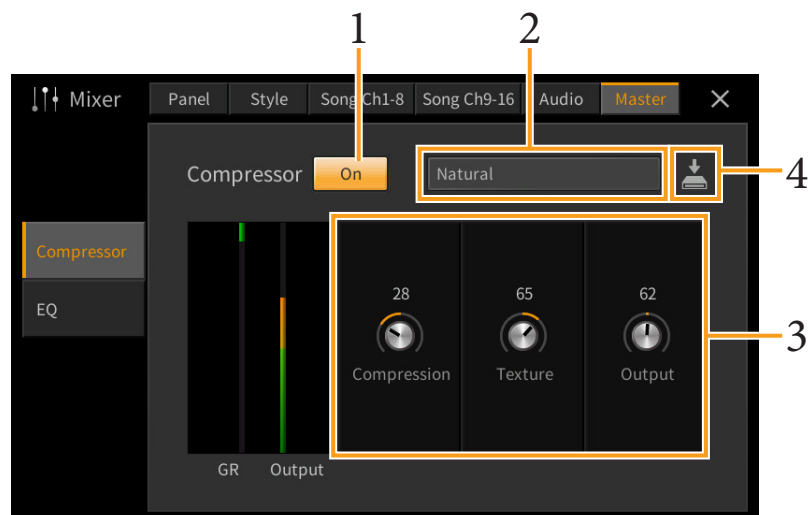 1
2
Mixer
Panel
Style
Song Ch1-8
Song Ch9-16
Audio
Master
Compressor
On
Natural
4
Compressor
EQ
28
65
62
3
Compression
Texture
Output
GR
Output